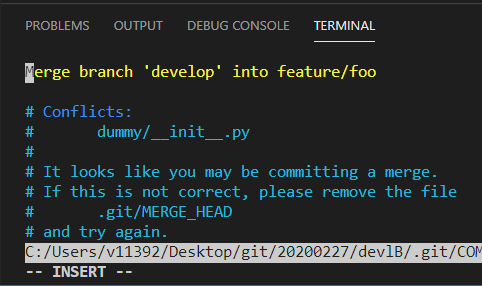 PROBLEMS OUTPUT DEBUG CONSOLE TERMINAL
Merge branch 'develop' into feature/foo
# Conflicts:
#       dummy/__init__.py
#
# It looks like you may be committing a merge.
# If this is not correct, please remove the file
#       .git/MERGE_HEAD
# and try again.
C:/Users/v11392/Desktop/git/20200227/devlB/.git/COM
-- INSERT --